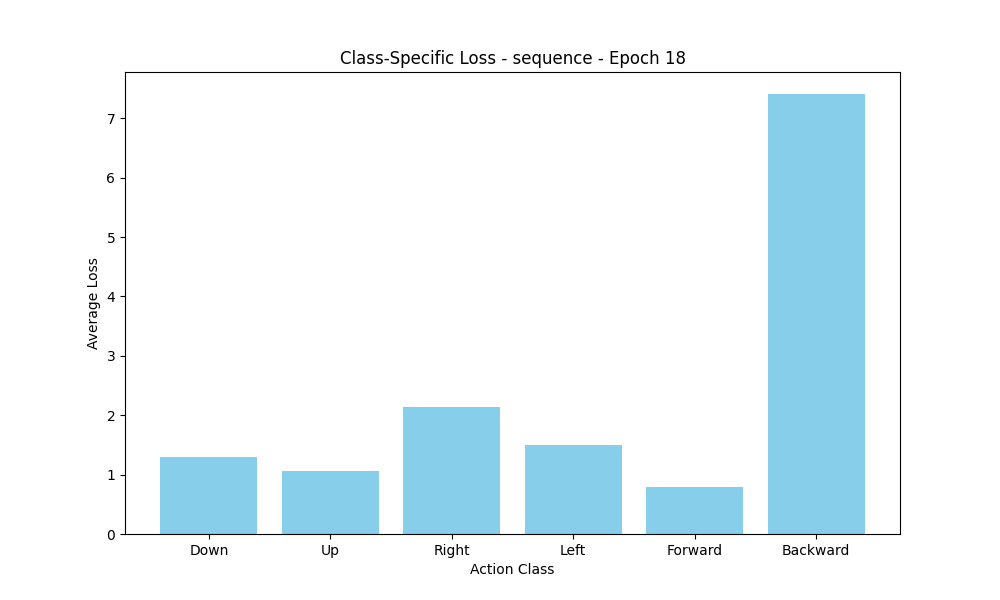 Class-Specific Loss - sequence - Epoch 18
Average Loss
7
6
5
4
3
2
1
0
Down Up Right Left Forward Backward
Action Class